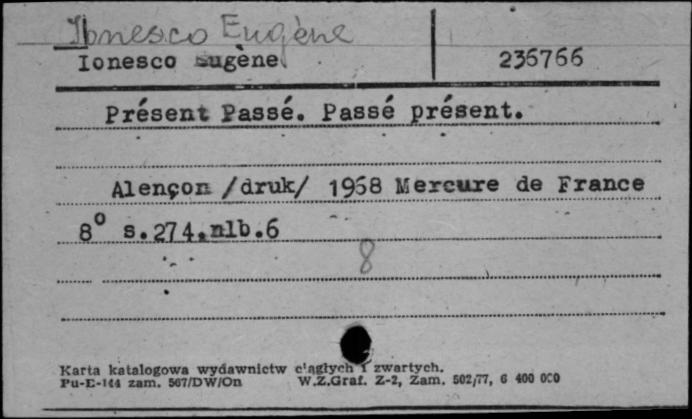 Ionesco Eugène
Ionesco Eugène 236766
Présent Passé. Passé présent.
Alençon /druk/ 1968 Mercure de France
8° s.274.nlb.6
8
Karta katalogowa wydawnictw ciągłych i zwartych.
Pu-E-144 zam. 567/DW/On W.Z.Graf. Z-2, Zam. 502/77, 6 400 000